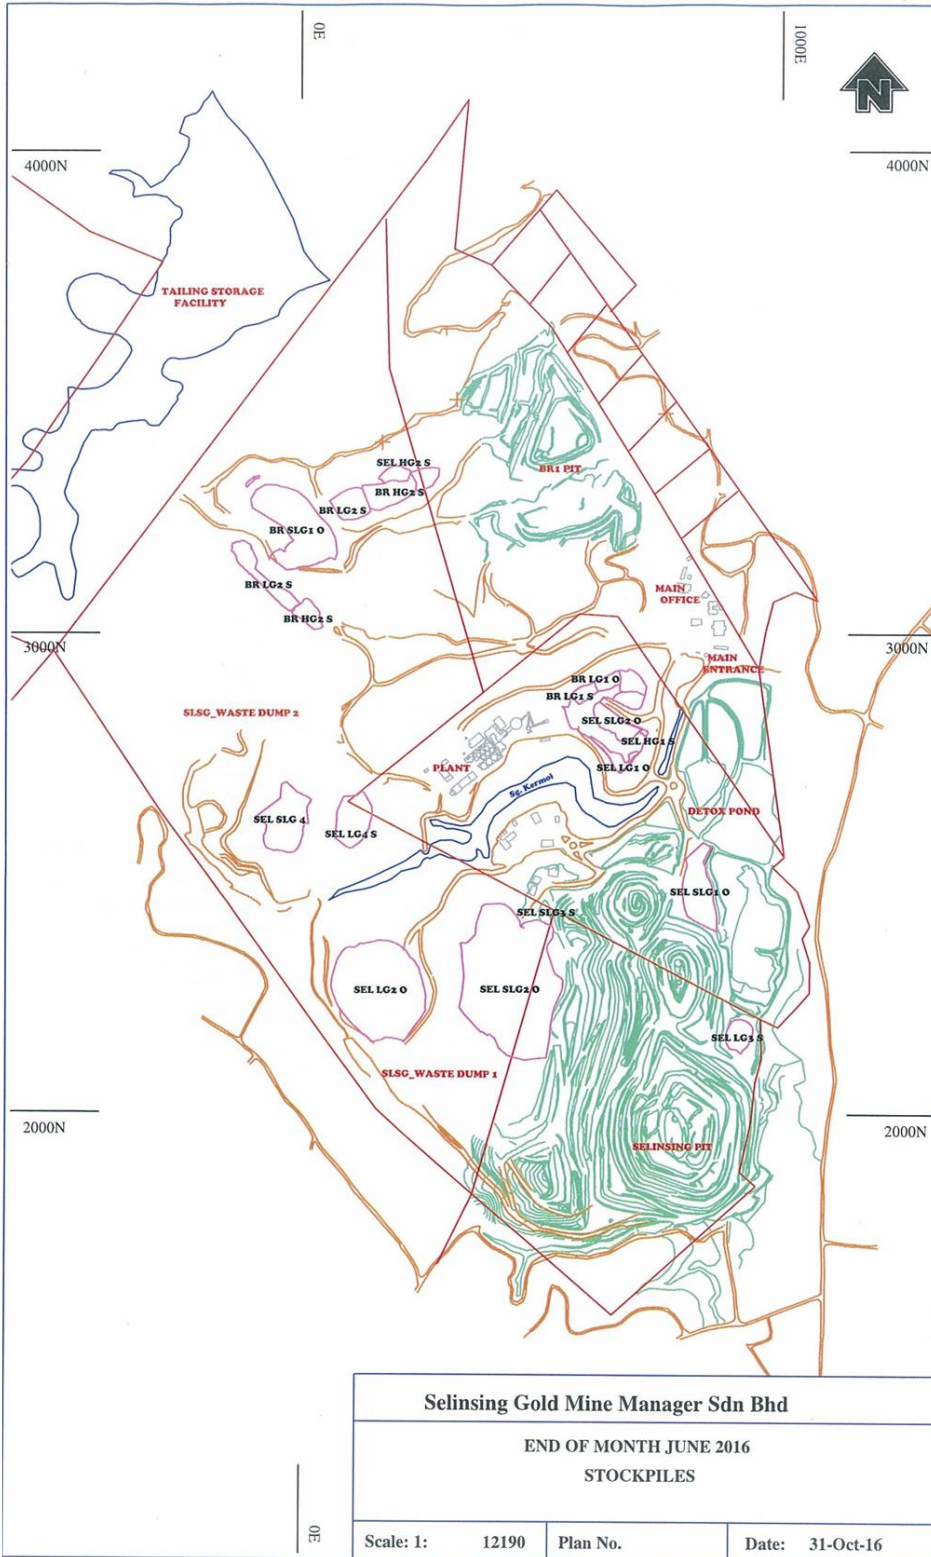 0E
1000E
N
4000N
4000N
TAILING STORAGE
FACILITY
SEL HG2 S
BR1 PIT
BR HG2 S
BR LG2 S
BR SLG1 O
BR LG2 S
MAIN
OFFICE
BR HG2 S
3000N
3000N
MAIN
ENTRANCE
BR LG1 O
BR LG1 S
SLSG_WASTE DUMP 2
SEL SLG2 O
SEL HG1 S
PLANT
SEL LG1 O
Sg. Kermoi
DETOX POND
SEL SLG 4
SEL LG4 S
SEL SLG1 O
SEL SLG3 S
SEL LG2 O
SEL SLG2 O
SEL LG3 S
SLSG_WASTE DUMP 1
2000N
2000N
SELINSING PIT
0E
Selinsing Gold Mine Manager Sdn Bhd
END OF MONTH JUNE 2016
STOCKPILES
Scale: 1: 12190
Plan No.
Date: 31-Oct-16